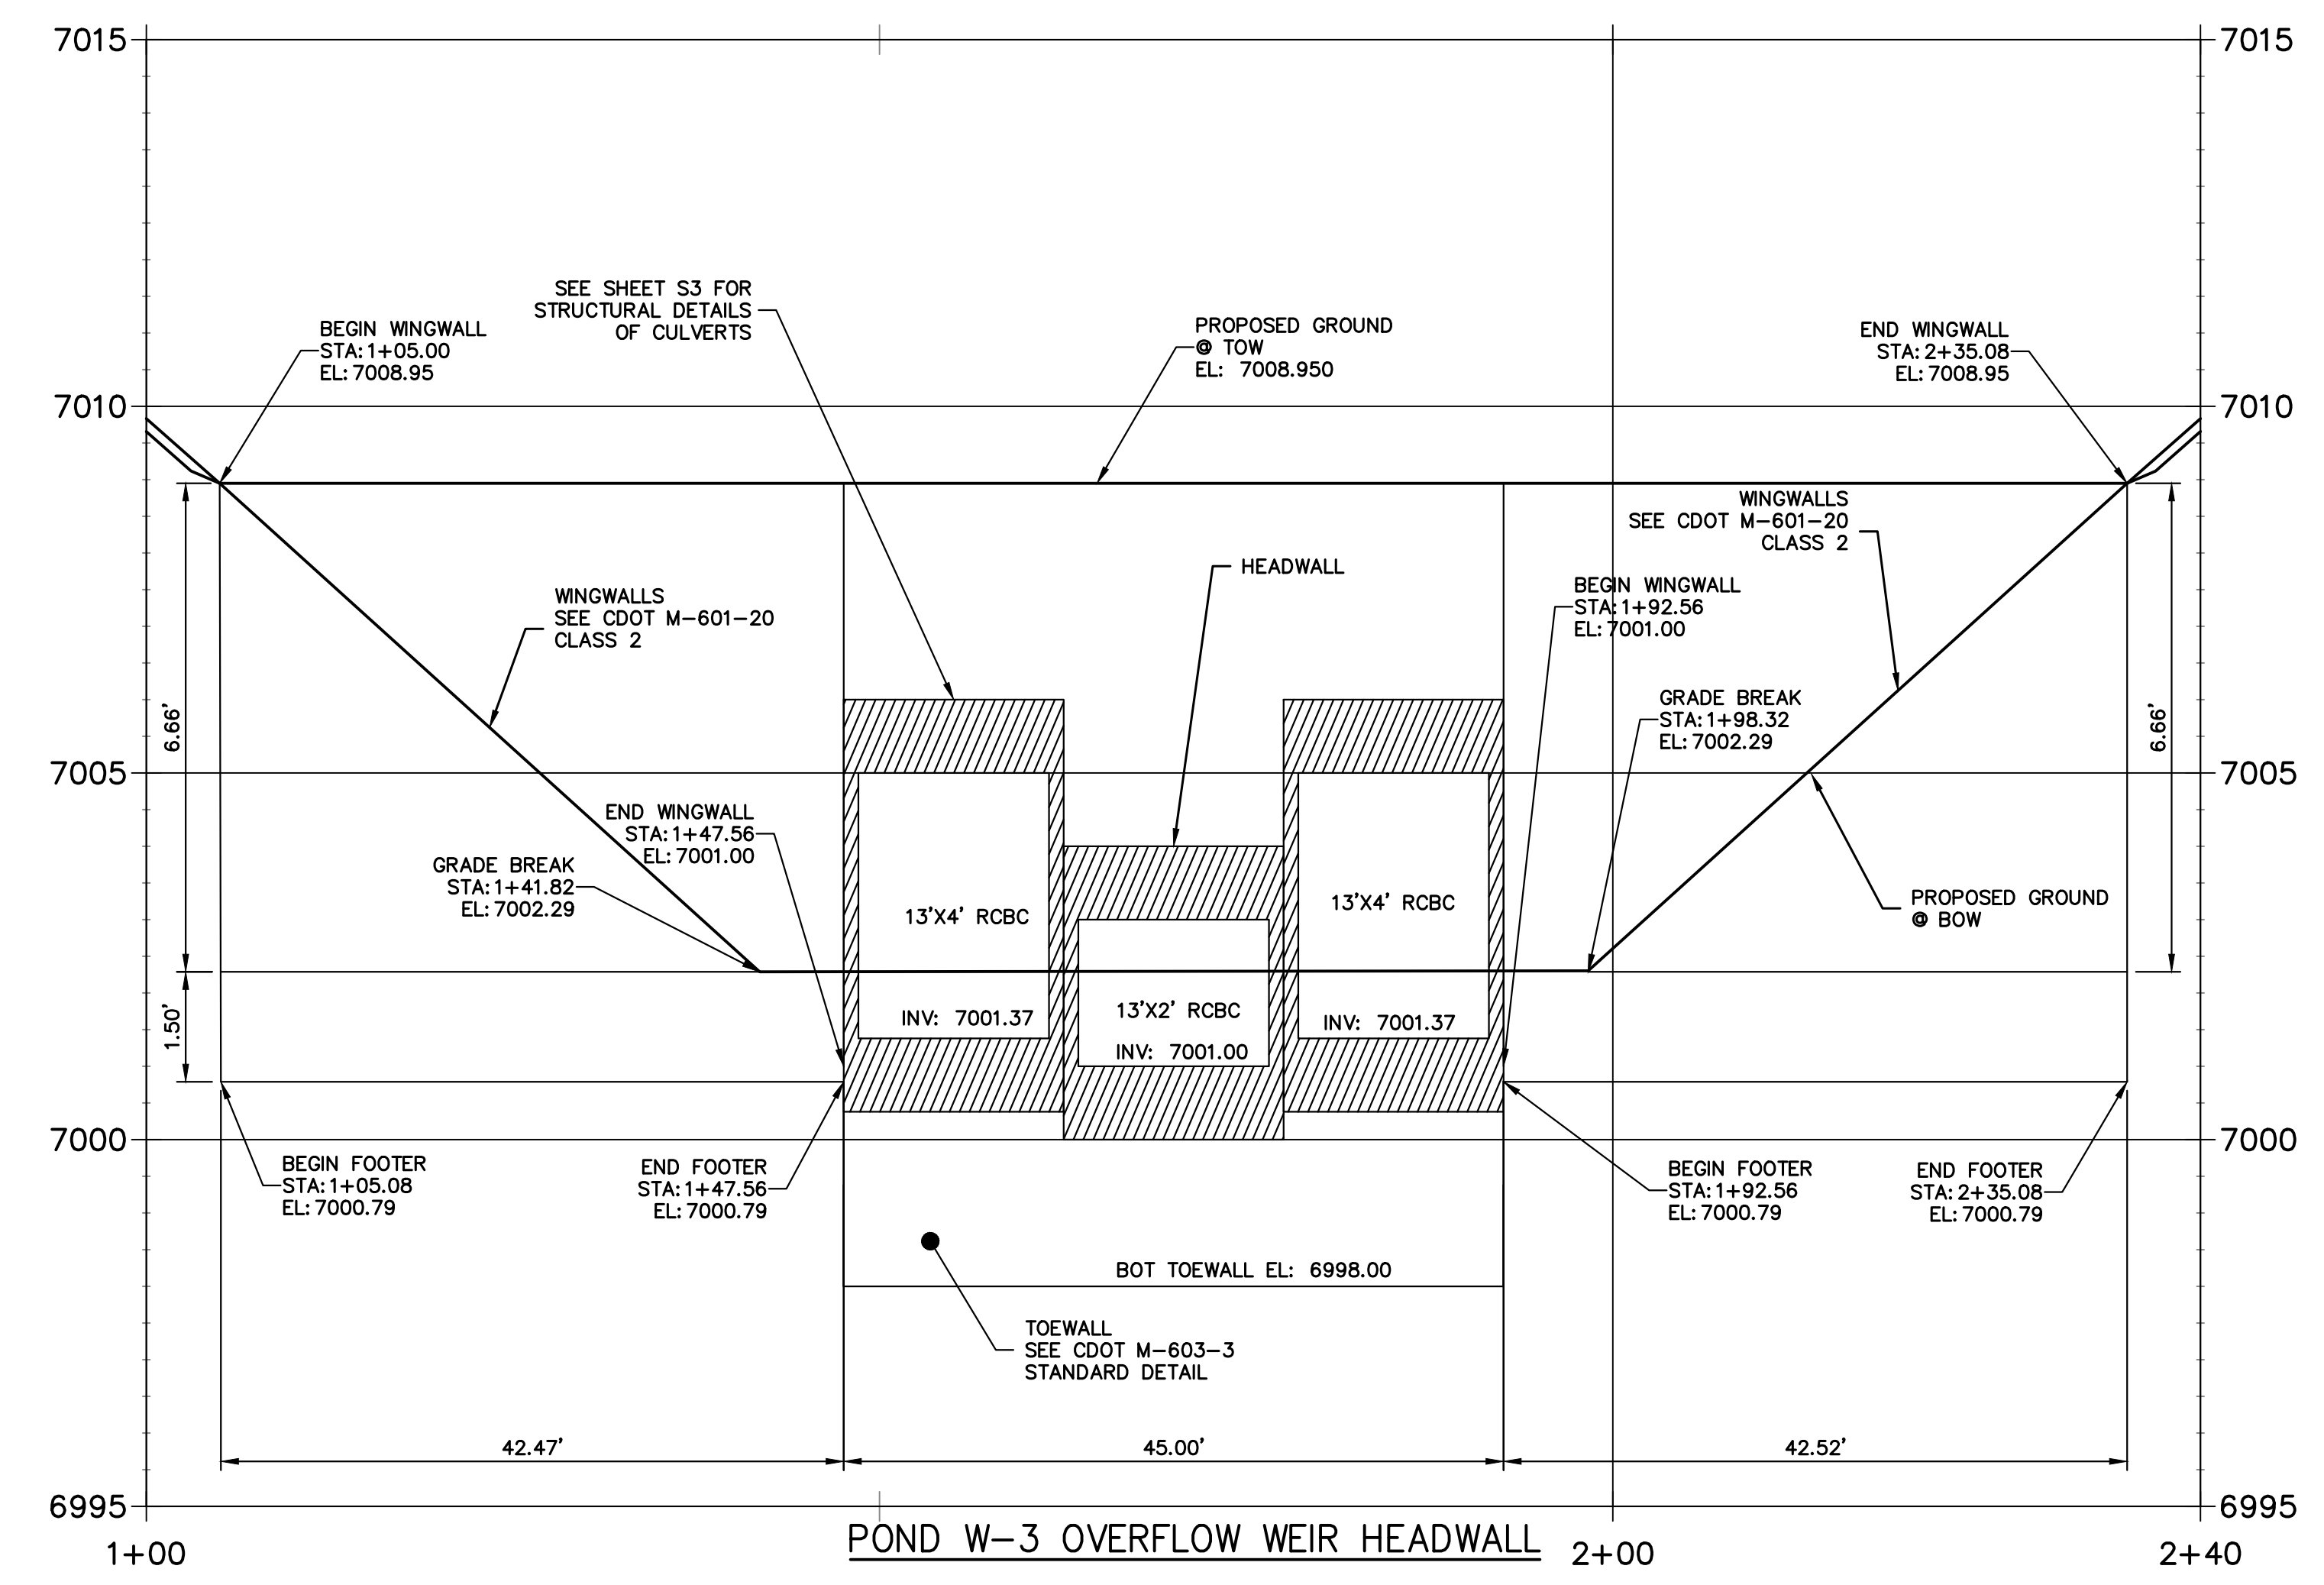 7015
7015
SEE SHEET S3 FOR
STRUCTURAL DETAILS
OF CULVERTS
BEGIN WINGWALL
STA:1+05.00
EL:7008.95
PROPOSED GROUND
@ TOW
EL: 7008.950
END WINGWALL
STA:2+35.08
EL:7008.95
7010
7010
WINGWALLS
SEE CDOT M-601-20
CLASS 2
HEADWALL
BEGIN WINGWALL
STA:1+92.56
EL:7001.00
WINGWALLS
SEE CDOT M-601-20
CLASS 2
GRADE BREAK
STA:1+98.32
EL:7002.29
6.66'
6.66'
7005
7005
END WINGWALL
STA:1+47.56
EL:7001.00
GRADE BREAK
STA:1+41.82
EL:7002.29
13'X4' RCBC
13'X4' RCBC
PROPOSED GROUND
@ BOW
1.50'
INV: 7001.37
13'X2' RCBC
INV: 7001.00
INV: 7001.37
7000
7000
BEGIN FOOTER
STA:1+05.08
EL:7000.79
END FOOTER
STA:1+47.56
EL:7000.79
BEGIN FOOTER
STA:1+92.56
EL:7000.79
END FOOTER
STA:2+35.08
EL:7000.79
BOT TOEWALL EL: 6998.00
TOEWALL
SEE CDOT M-603-3
STANDARD DETAIL
42.47'
45.00'
42.52'
6995
6995
1+00
POND W-3 OVERFLOW WEIR HEADWALL
2+00
2+40